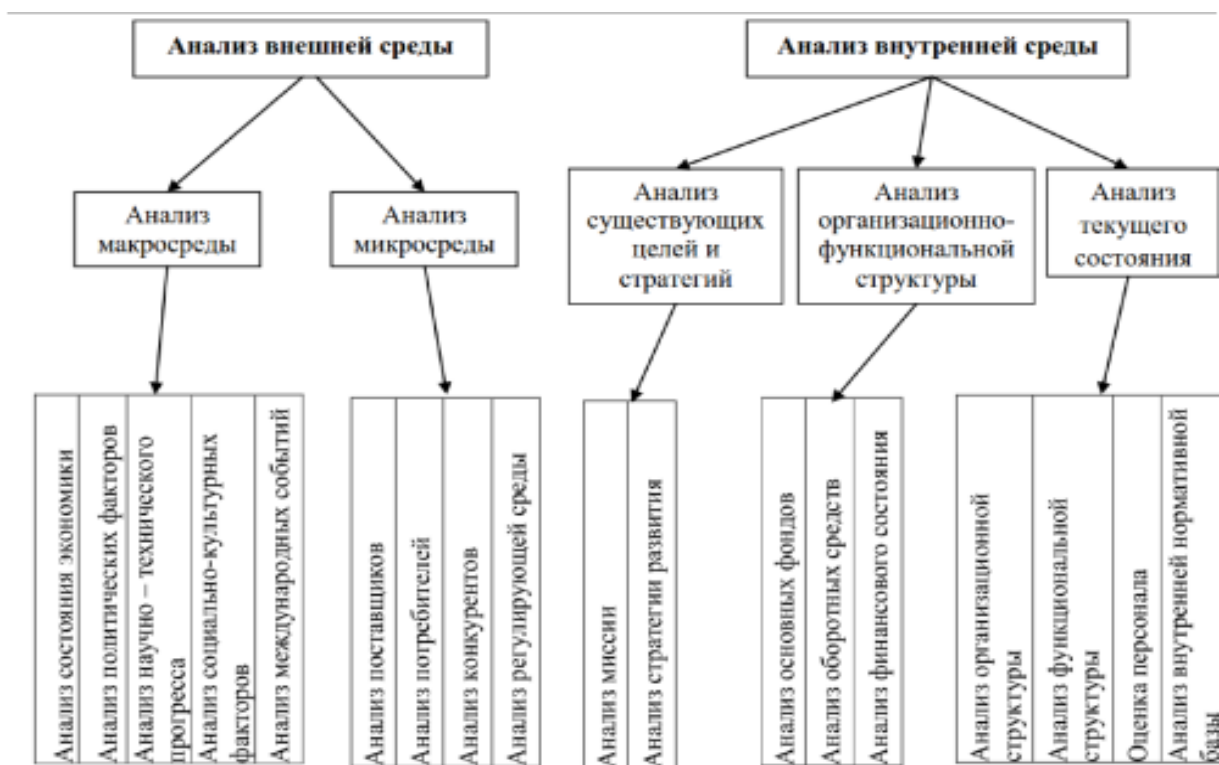 Анализ внешней среды
Анализ внутренней среды
Анализ
макросреды
Анализ
микросреды
Анализ
существующих
целей и
стратегий
Анализ
организационно-
функциональной
структуры
Анализ
текущего
состояния
Анализ состояния экономики
Анализ политических факторов
Анализ научно – технического
прогресса
Анализ социально-культурных
факторов
Анализ международных событий
Анализ поставщиков
Анализ потребителей
Анализ конкурентов
Анализ регулирующей среды
Анализ миссии
Анализ стратегии развития
Анализ основных фондов
Анализ оборотных средств
Анализ финансового состояния
Анализ организационной
структуры
Анализ функциональной
структуры
Оценка персонала
Анализ внутренней нормативной
базы